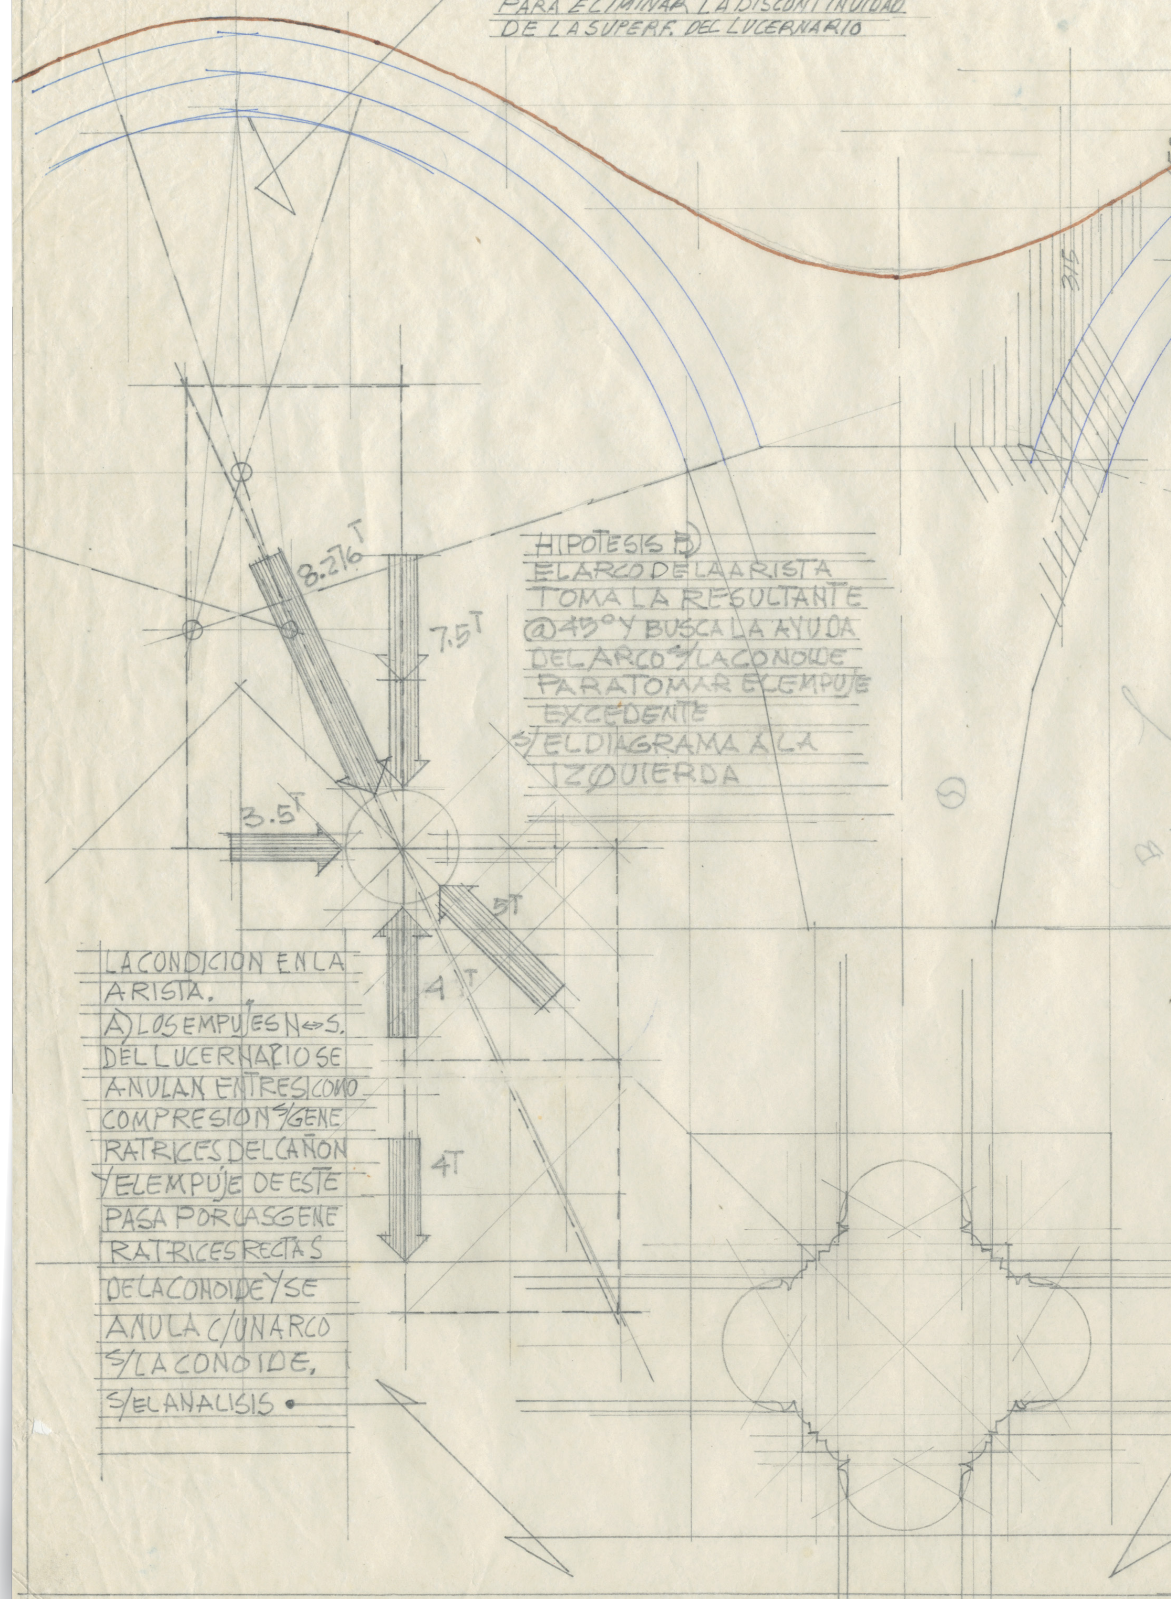 PARA ELIMINAR LA DISCONTINUIDAD
DE LA SUPERF. DEL LUCERNARIO
315
8.276T
7.5T
HIPOTESIS B)
EL ARCO DE LA ARISTA
TOMA LA RESULTANTE
@45° Y BUSCA LA AYUDA
DEL ARCO S/LA CONOIDE
PARA TOMAR EL EMPUJE
EXCEDENTE
S/EL DIAGRAMA A LA
IZQUIERDA
3.5T
5T
4T
4T
LA CONDICION EN LA
ARISTA.
A) LOS EMPUJES N⇔S.
DEL LUCERNARIO SE
ANULAN ENTRE SI COMO
COMPRESION S/GENE
RATRICES DEL CAÑON
Y EL EMPUJE DE ESTE
PASA POR LAS GENE
RATRICES RECTAS
DE LA CONOIDE Y SE
ANULA C/UN ARCO
S/LA CONOIDE.
S/EL ANALISIS